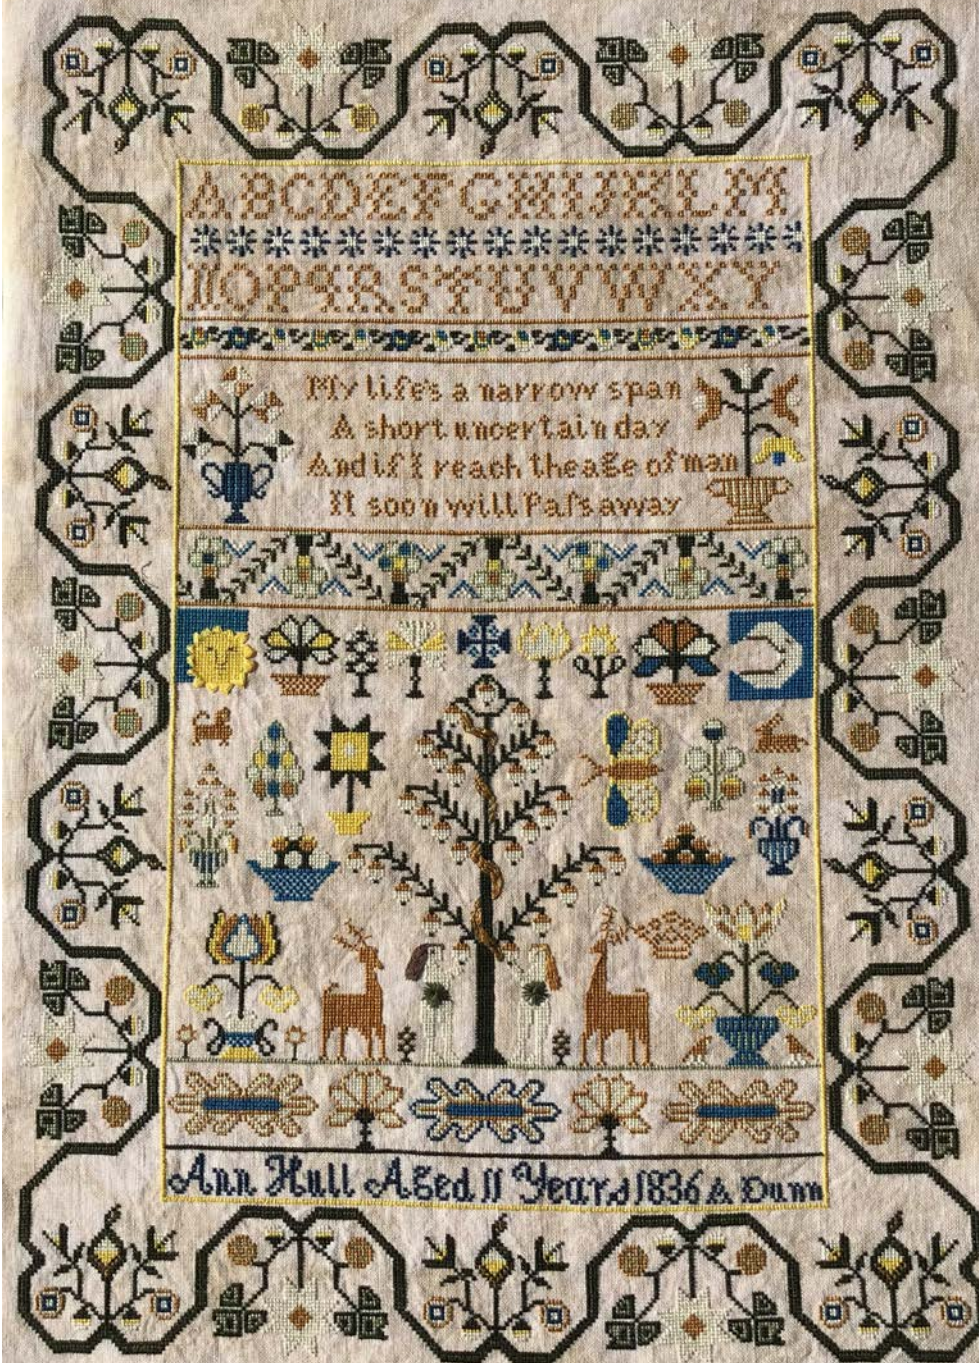 ABCDEFGHIJKLM
NOPQRSTUVWXY
My life's a narrow span
A short uncertain day
And if I reach the age of man
It soon will Paſs away
Ann Hull Aged 11 Years 1836 A Dunn